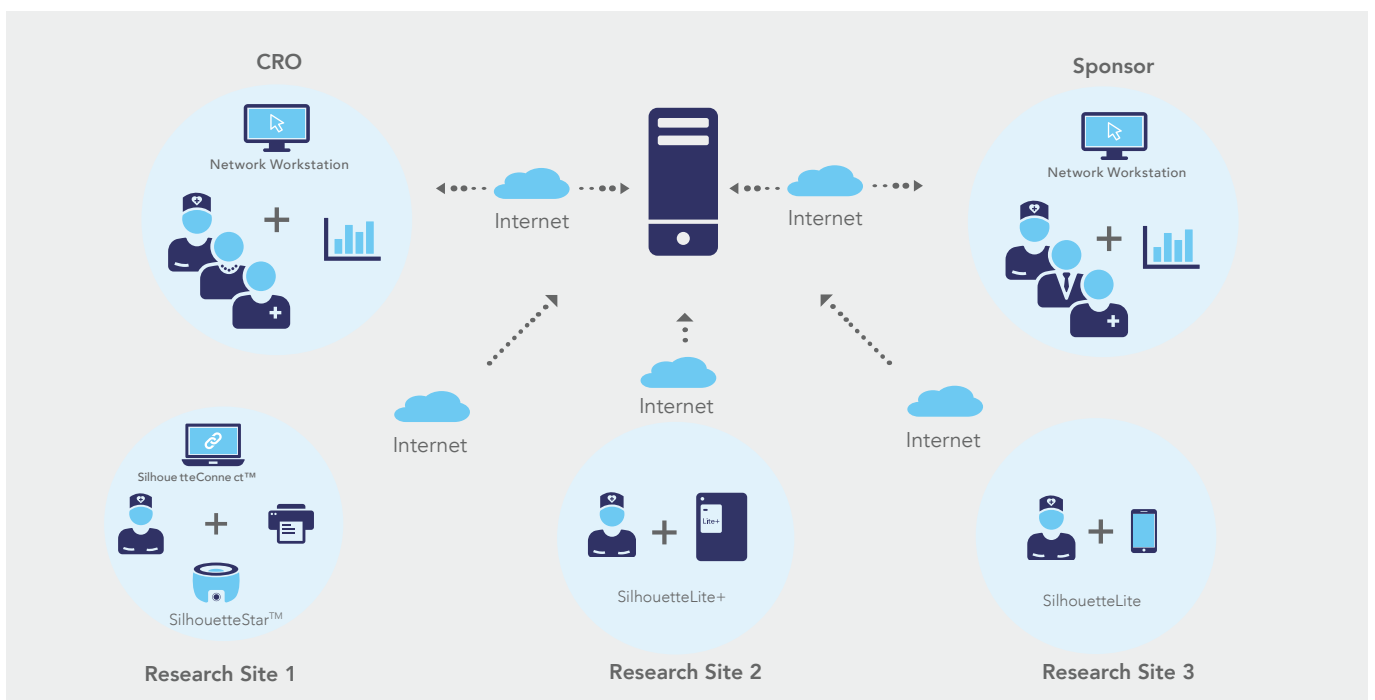 CRO
Sponsor
Network Workstation
Network Workstation
Internet
Internet
Internet
Internet
Internet
SilhouetteConnect™
Lite+
SilhouetteStar™
SilhouetteLite+
SilhouetteLite
Research Site 1
Research Site 2
Research Site 3